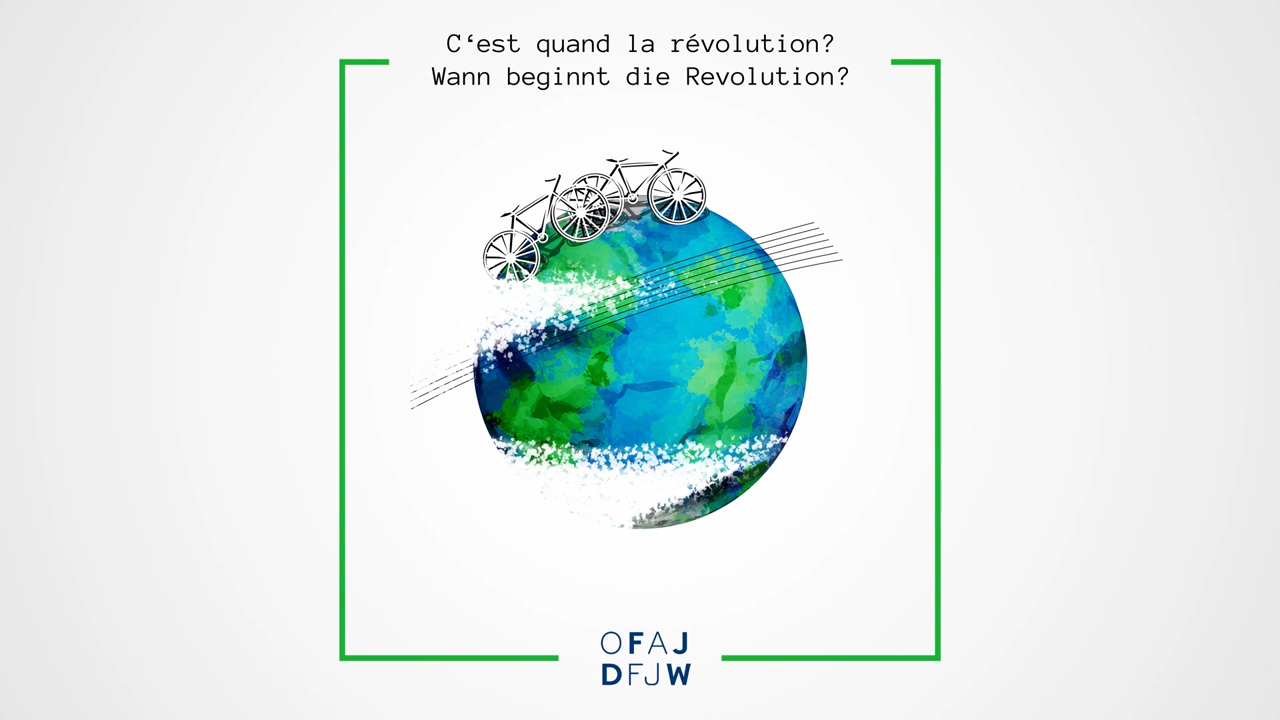 C‘est quand la révolution?
Wann beginnt die Revolution?
OFAJ
DFJW